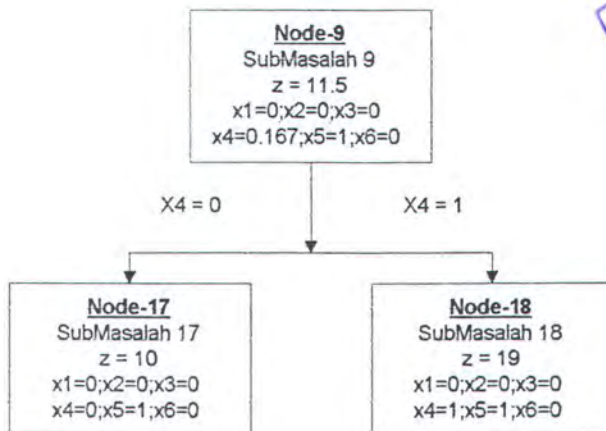 Node-9
SubMasalah 9
z = 11.5
x1=0;x2=0;x3=0
x4=0.167;x5=1;x6=0
X4 = 0
X4 = 1
Node-17
SubMasalah 17
z = 10
x1=0;x2=0;x3=0
x4=0;x5=1;x6=0
Node-18
SubMasalah 18
z = 19
x1=0;x2=0;x3=0
x4=1;x5=1;x6=0